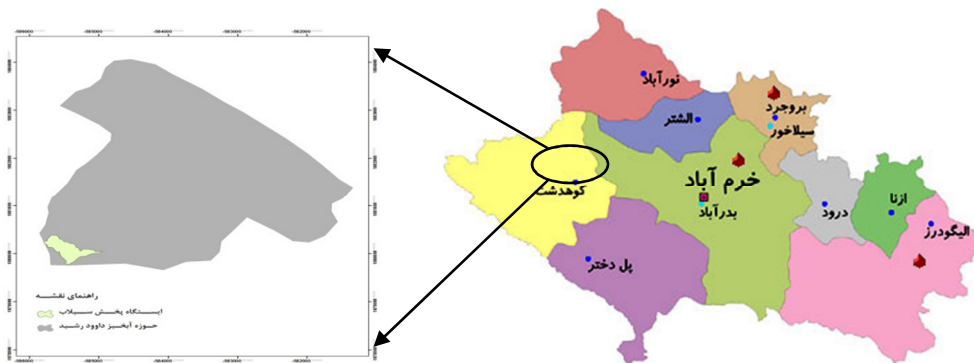 راهنمای نقشه
ایستگاه پخش سیلاب
حوزه آبخیز داوود رشید
نورآباد
الشتر
بروجرد
سیلاخور
خرم آباد
بدرآباد
کوهدشت
پل دختر
درود
ازنا
الیگودرز